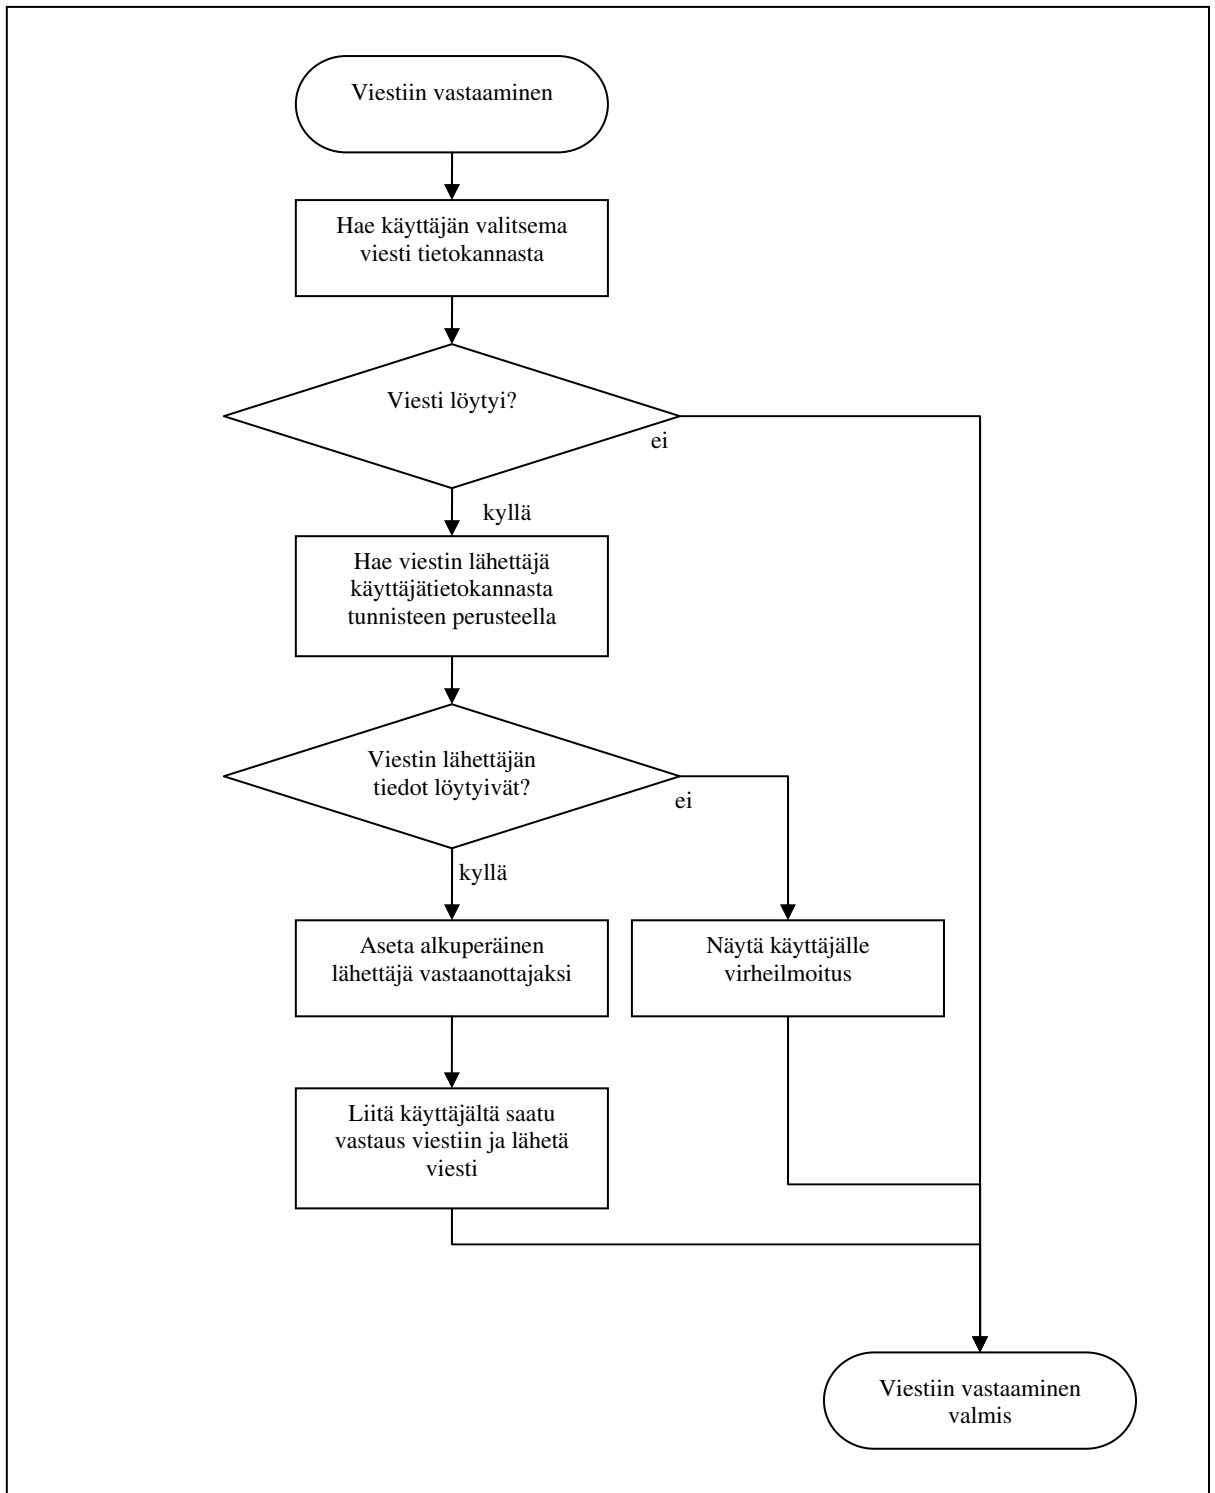 Viestiin vastaaminen
Hae käyttäjän valitsema
viesti tietokannasta
Viesti löytyi?
ei
kyllä
Hae viestin lähettäjä
käyttäjätietokannasta
tunnisteen perusteella
Viestin lähettäjän
tiedot löytyivät?
ei
kyllä
Aseta alkuperäinen
lähettäjä vastaanottajaksi
Näytä käyttäjälle
virheilmoitus
Liitä käyttäjältä saatu
vastaus viestiin ja lähetä
viesti
Viestiin vastaaminen
valmis